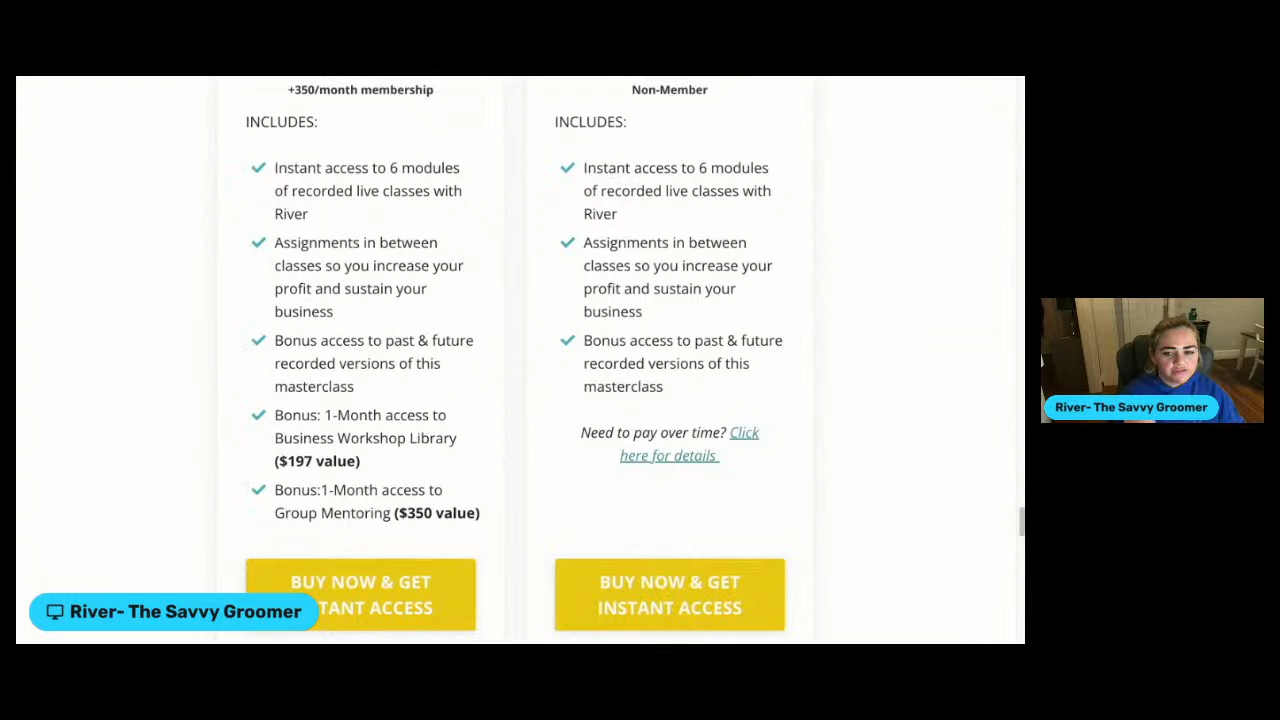 +350/month membership
INCLUDES:
Instant access to 6 modules
of recorded live classes with
River
Assignments in between
classes so you increase your
profit and sustain your
business
Bonus access to past & future
recorded versions of this
masterclass
Bonus: 1-Month access to
Business Workshop Library
($197 value)
Bonus:1-Month access to
Group Mentoring ($350 value)
BUY NOW & GET
TANT ACCESS
Non-Member
INCLUDES:
Instant access to 6 modules
of recorded live classes with
River
Assignments in between
classes so you increase your
profit and sustain your
business
Bonus access to past & future
recorded versions of this
masterclass
Need to pay over time? Click
here for details
BUY NOW & GET
INSTANT ACCESS
River- The Savvy Groomer
River- The Savvy Groomer